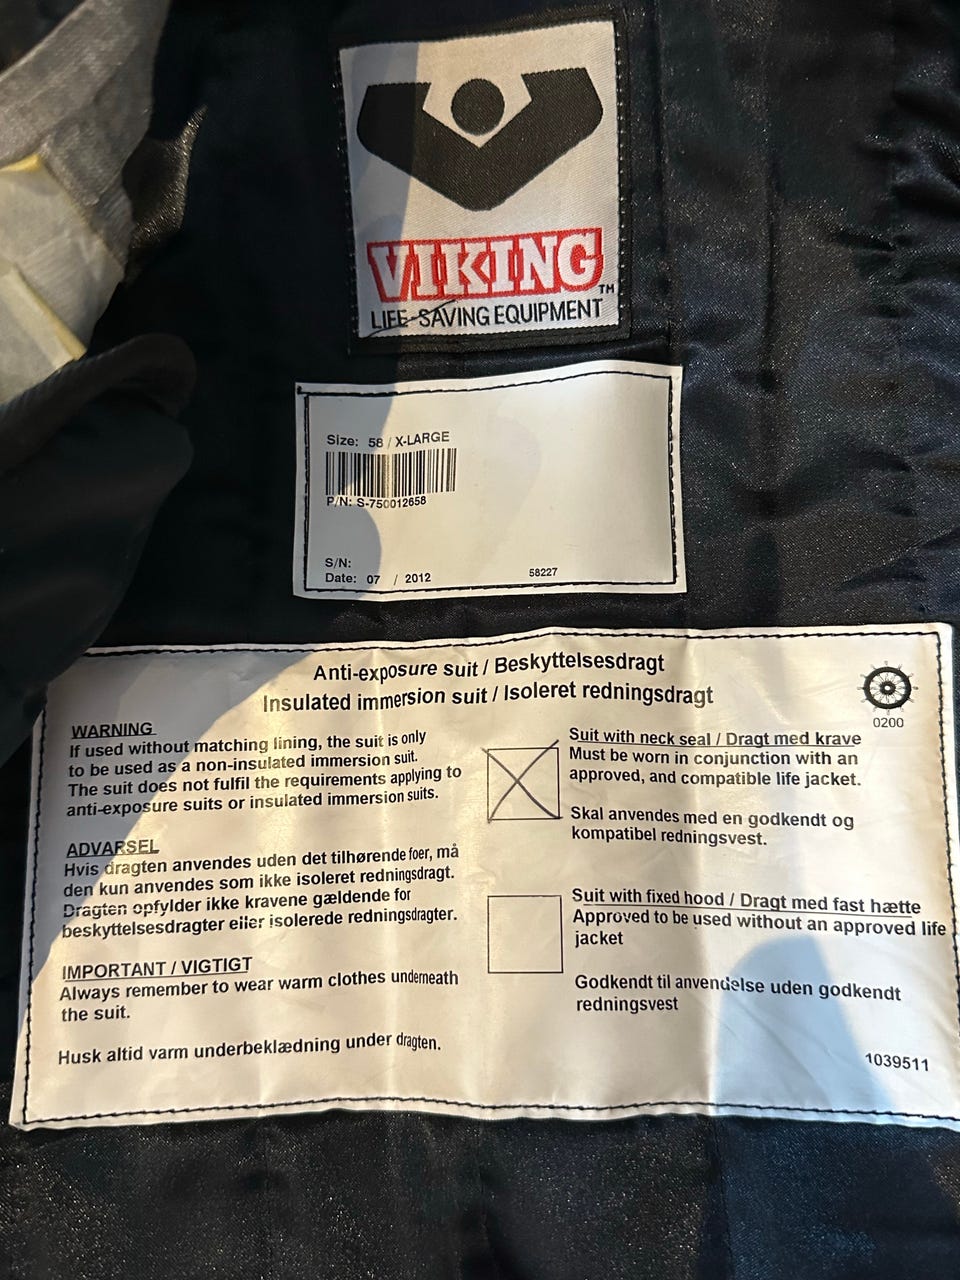 VIKING
TM
LIFE-SAVING EQUIPMENT
Size: 58 / X-LARGE
P/N: S-750012658
S/N:
Date: 07 / 2012
58227
Anti-exposure suit / Beskyttelsesdragt
Insulated immersion suit / Isoleret redningsdragt
0200
WARNING
If used without matching lining, the suit is only
to be used as a non-insulated immersion suit.
The suit does not fulfil the requirements applying to
anti-exposure suits or insulated immersion suits.
ADVARSEL
Hvis dragten anvendes uden det tilhørende foer, må
den kun anvendes som ikke isoleret redningsdragt.
Dragten opfylder ikke kravene gældende for
beskyttelsesdragter eller isolerede redningsdragter.
IMPORTANT / VIGTIGT
Always remember to wear warm clothes underneath
the suit.
Husk altid varm underbeklædning under dragten.
Suit with neck seal / Dragt med krave
Must be worn in conjunction with an
approved, and compatible life jacket.
Skal anvendes med en godkendt og
kompatibel redningsvest.
Suit with fixed hood / Dragt med fast hætte
Approved to be used without an approved life
jacket
Godkendt til anvendelse uden godkendt
redningsvest
1039511